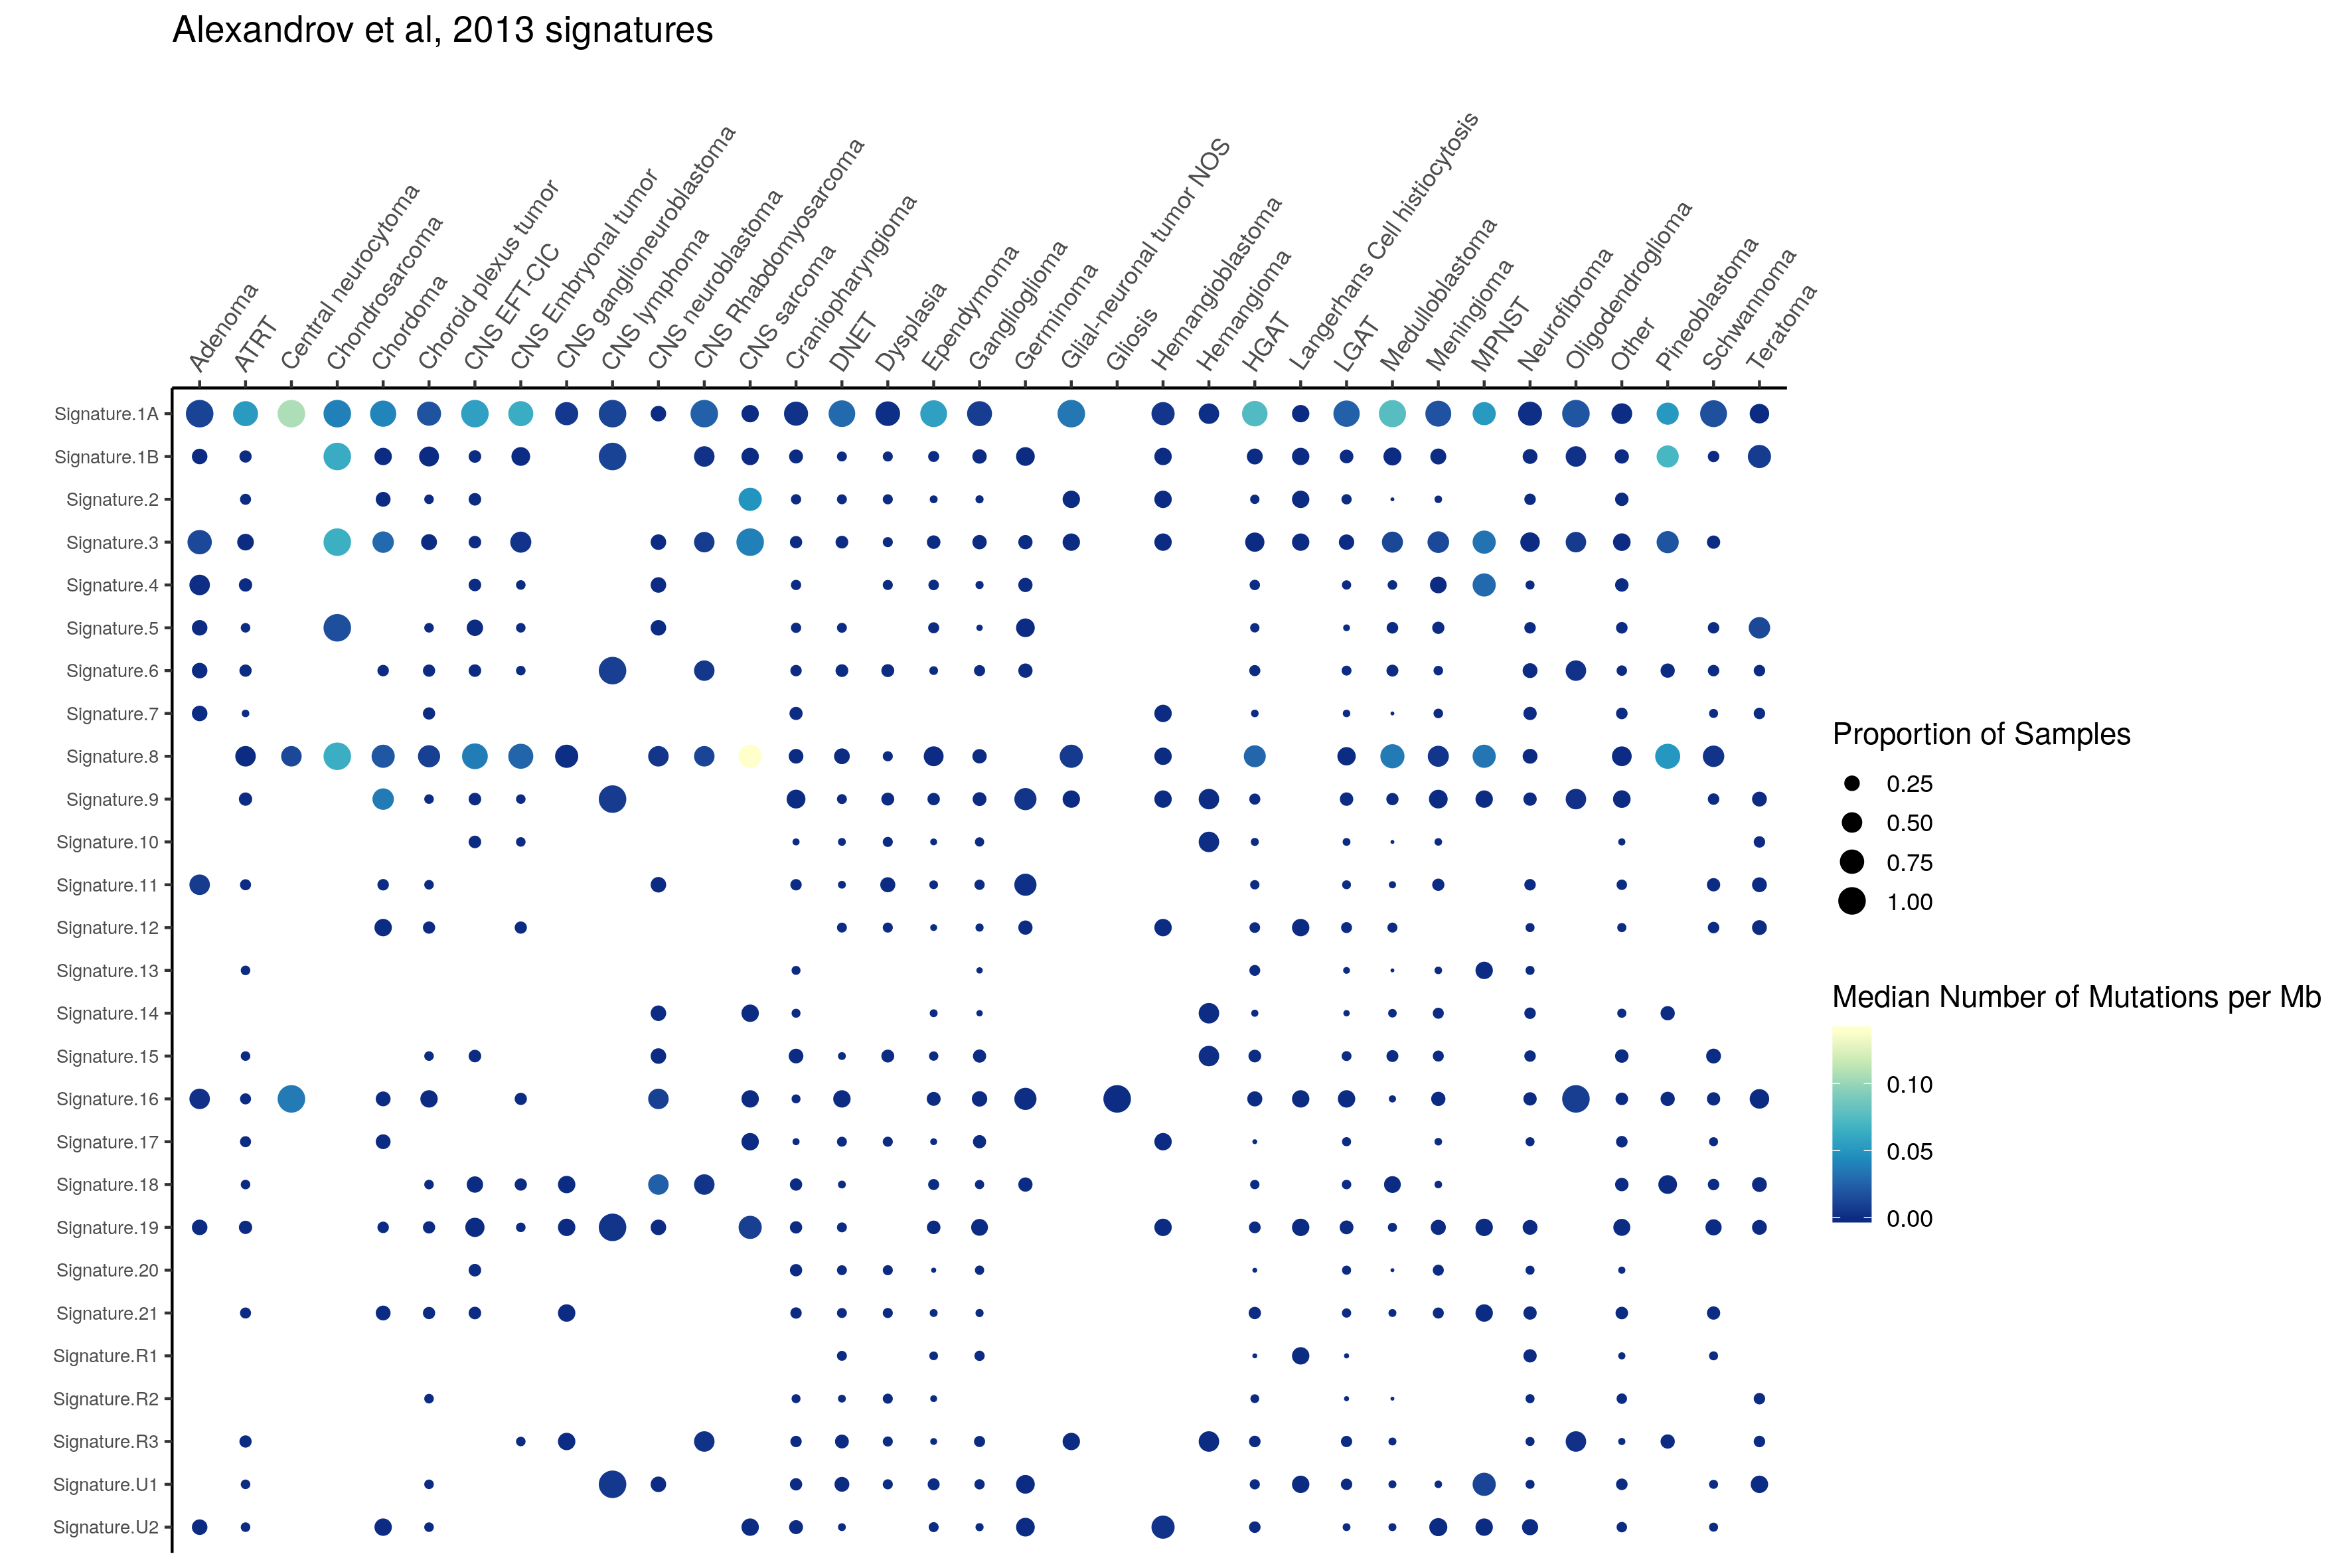 Alexandrov et al, 2013 signatures
Adenoma
ATRT
Central neurocytoma
Chondrosarcoma
Chordoma
Choroid plexus tumor
CNS EFT-CIC
CNS Embryonal tumor
CNS ganglioneuroblastoma
CNS lymphoma
CNS neuroblastoma
CNS Rhabdomyosarcoma
CNS sarcoma
Craniopharyngioma
DNET
Dysplasia
Ependymoma
Ganglioglioma
Germinoma
Glial-neuronal tumor NOS
Gliosis
Hemangioblastoma
Hemangioma
HGAT
Langerhans Cell histiocytosis
LGAT
Medulloblastoma
Meningioma
MPNST
Neurofibroma
Oligodendroglioma
Other
Pineoblastoma
Schwannoma
Teratoma
Signature.1A
Signature.1B
Signature.2
Signature.3
Signature.4
Signature.5
Signature.6
Signature.7
Signature.8
Signature.9
Signature.10
Signature.11
Signature.12
Signature.13
Signature.14
Signature.15
Signature.16
Signature.17
Signature.18
Signature.19
Signature.20
Signature.21
Signature.R1
Signature.R2
Signature.R3
Signature.U1
Signature.U2
Proportion of Samples
0.25
0.50
0.75
1.00
Median Number of Mutations per Mb
0.10
0.05
0.00